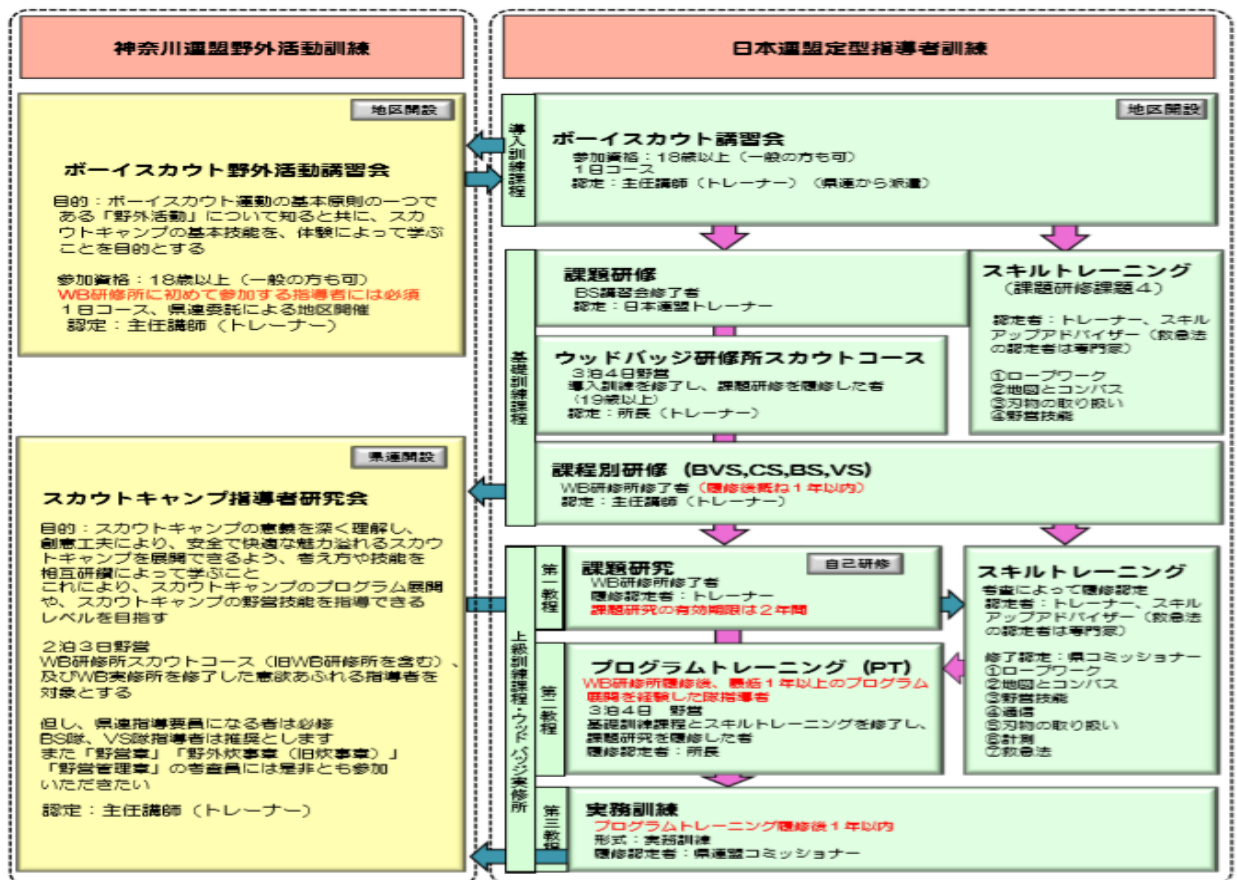 神奈川連盟野外活動訓練
地区開設
ボーイスカウト野外活動講習会
目的：ボーイスカウト運動の基本原則の一つで
ある「野外活動」について知ると共に、スカ
ウトキャンプの基本技能を、体験によって学ぶ
ことを目的とする
参加資格：18歳以上（一般の方も可）
WB研修所に初めて参加する指導者には必須
１日コース、県連委託による地区開催
認定：主任講師（トレーナー）
県連開設
スカウトキャンプ指導者研究会
目的：スカウトキャンプの意義を深く理解し、
創意工夫により、安全で快適な魅力溢れるスカウ
トキャンプを展開できるよう、考え方や技能を
相互研鑽によって学ぶこと
これにより、スカウトキャンプのプログラム展開
や、スカウトキャンプの野営技能を指導できる
レベルを目指す
２泊３日野営
WB研修所スカウトコース（旧WB研修所を含む）、
及びWB実修所を修了した意欲あふれる指導者を
対象とする
但し、県連指導要員になる者は必修
BS隊、VS隊指導者は推奨とします
また「野営章」「野外炊事章（旧炊事章）」
「野営管理章」の考査員には是非とも参加
いただきたい
認定：主任講師（トレーナー）
日本連盟定型指導者訓練
導入訓練課程
地区開設
ボーイスカウト講習会
参加資格：18歳以上（一般の方も可）
１日コース
認定：主任講師（トレーナー）（県連から派遣）
基礎訓練課程
課題研修
BS講習会修了者
認定：日本連盟トレーナー
スキルトレーニング
（課題研修課題４）
認定者：トレーナー、スキル
アップアドバイザー（救急法
の認定者は専門家）
①ロープワーク
②地図とコンパス
③刃物の取り扱い
④野営技能
ウッドバッジ研修所スカウトコース
３泊４日野営
導入訓練を修了し、課題研修を履修した者
（19歳以上）
認定：所長（トレーナー）
課程別研修（BVS,CS,BS,VS）
WB研修所修了者（履修後概ね１年以内）
認定：主任講師（トレーナー）
上級訓練課程・ウッドバッジ実修所
第一教程
課題研究
自己研修
WB研修所修了者
履修認定者：トレーナー
課題研究の有効期限は２年間
スキルトレーニング
考査によって履修認定
認定者：トレーナー、スキル
アップアドバイザー（救急法
の認定者は専門家）
修了認定：県コミッショナー
①ロープワーク
②地図とコンパス
③野営技能
④通信
⑤刃物の取り扱い
⑥計測
⑦救急法
第二教程
プログラムトレーニング（PT）
WB研修所履修後、最低１年以上のプログラム
展開を経験した隊指導者
３泊４日　野営
基礎訓練課程とスキルトレーニングを修了し、
課題研究を履修した者
履修認定者：所長
第三教程
実務訓練
プログラムトレーニング履修後１年以内
形式：実務訓練
履修認定者：県連盟コミッショナー